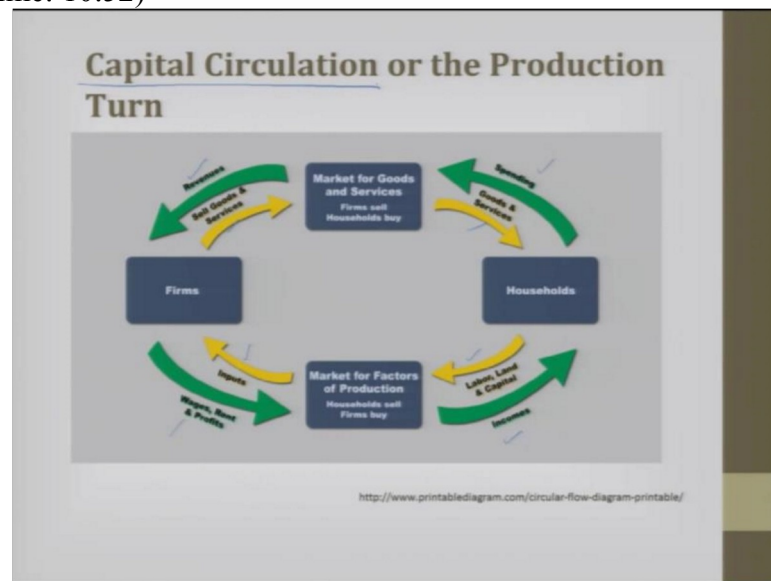 Capital Circulation or the Production
Turn
Revenues
Sell Goods &
Services
Market for Goods
and Services
Firms sell
Households buy
Spending
Goods &
Services
Firms
Households
Inputs
Wages, Rent
& Profits
Market for Factors
of Production
Households sell
Firms buy
Labor, Land
& Capital
Incomes
http://www.printablediagram.com/circular-flow-diagram-printable/